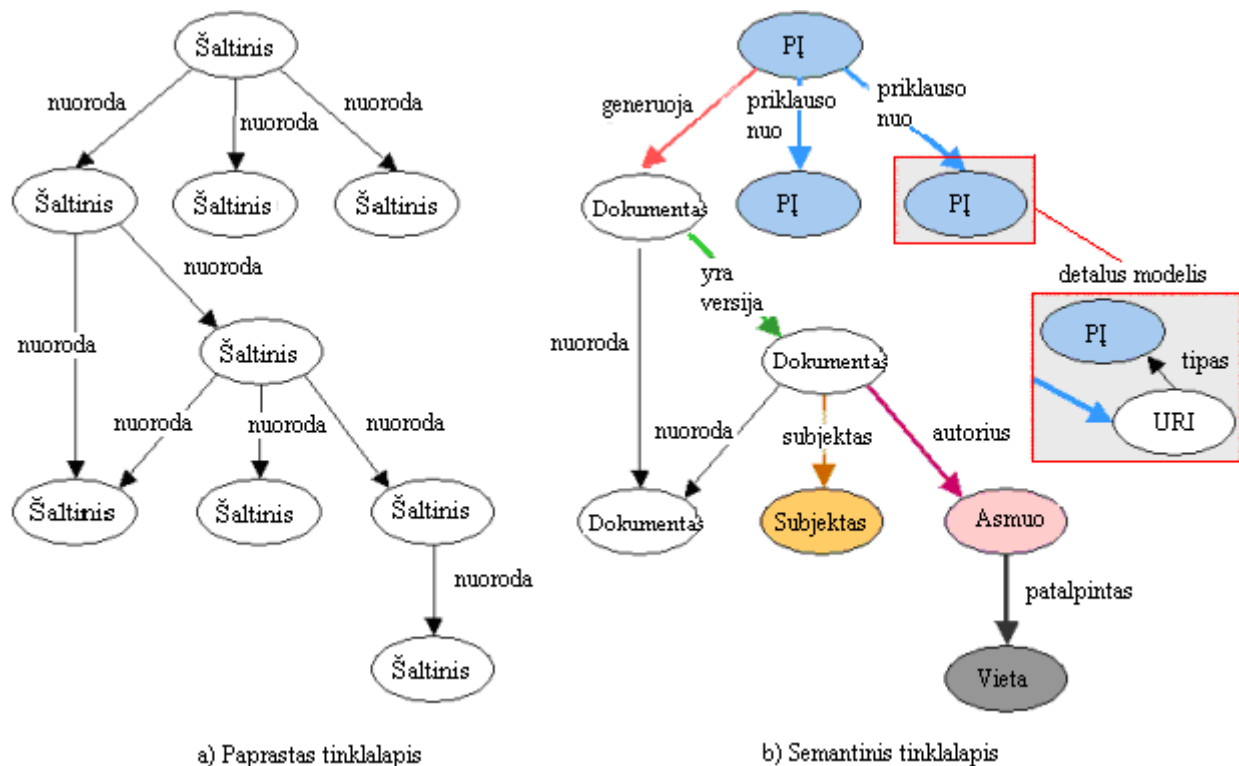 Šaltinis
nuoroda
nuoroda
nuoroda
Šaltinis
Šaltinis
Šaltinis
nuoroda
nuoroda
Šaltinis
nuoroda
nuoroda
nuoroda
Šaltinis
Šaltinis
Šaltinis
nuoroda
Šaltinis
a) Paprastas tinklalapis
PĮ
generuoja
priklauso
nuo
priklauso
nuo
Dokumentas
PĮ
PĮ
yra
versija
detalus modelis
PĮ
tipas
URI
nuoroda
Dokumentas
nuoroda
subjektas
autorius
Dokumentas
Subjektas
Asmuo
patalpintas
Vieta
b) Semantinis tinklalapis